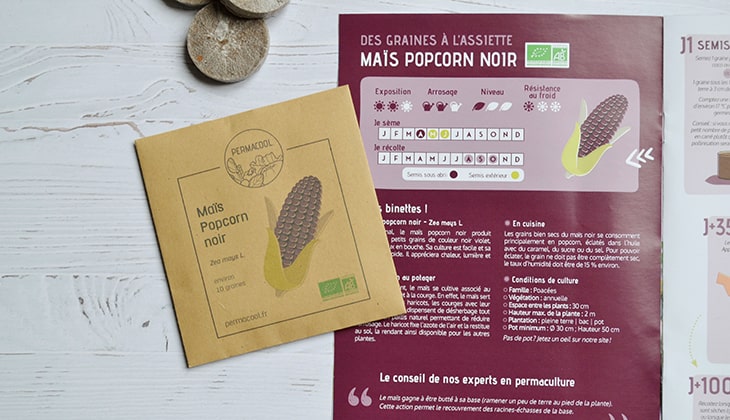 PERMACOOL
Maïs
Popcorn
noir
Zea mays L.
environ
10 graines
permacool.fr
AB
DES GRAINES À L'ASSIETTE
MAÏS POPCORN NOIR
AB
Exposition Arrosage Niveau Résistance
au froid
Je sème
J F M A M J J A S O N D
Je récolte
J F M A M J J A S O N D
Semis sous abri Semis extérieur
binettes !
popcorn noir - Zea mays L.
le maïs popcorn noir produit
petits grains de couleur noir violet,
en bouche. Sa culture est facile et sa
Il appréciera chaleur, lumière et
au potager
le maïs se cultive associé au
et à la courge. En effet, le maïs sert
les courges avec leur
dispensent de désherbage tout
naturel permettant de réduire
Le haricot fixe l'azote de l'air et la restitue
au sol, la rendant ainsi disponible pour les autres
plantes.
En cuisine
Les grains bien secs du maïs noir se consomment
principalement en popcorn, éclatés dans l'huile
avec du caramel, du sucre ou du sel. Pour pouvoir
éclater, le grain ne doit pas être complètement sec,
le taux d'humidité doit être de 15 % environ.
Conditions de culture
Famille : Poacées
Végétation : annuelle
Espace entre les plants : 30 cm
Hauteur max. de la plante : 2 m
Plantation : pleine terre | bac | pot
Pot minimum : Ø 30 cm ; Hauteur 50 cm
Pas de pot? Jetez un oeil sur notre site !
Le conseil de nos experts en permaculture
Le maïs gagne à être butté à sa base (ramener un peu de terre au pied de la plante).
Cette action permet le recouvrement des racines-échasses de la base.
J1 SEMIS
J+35
J+100